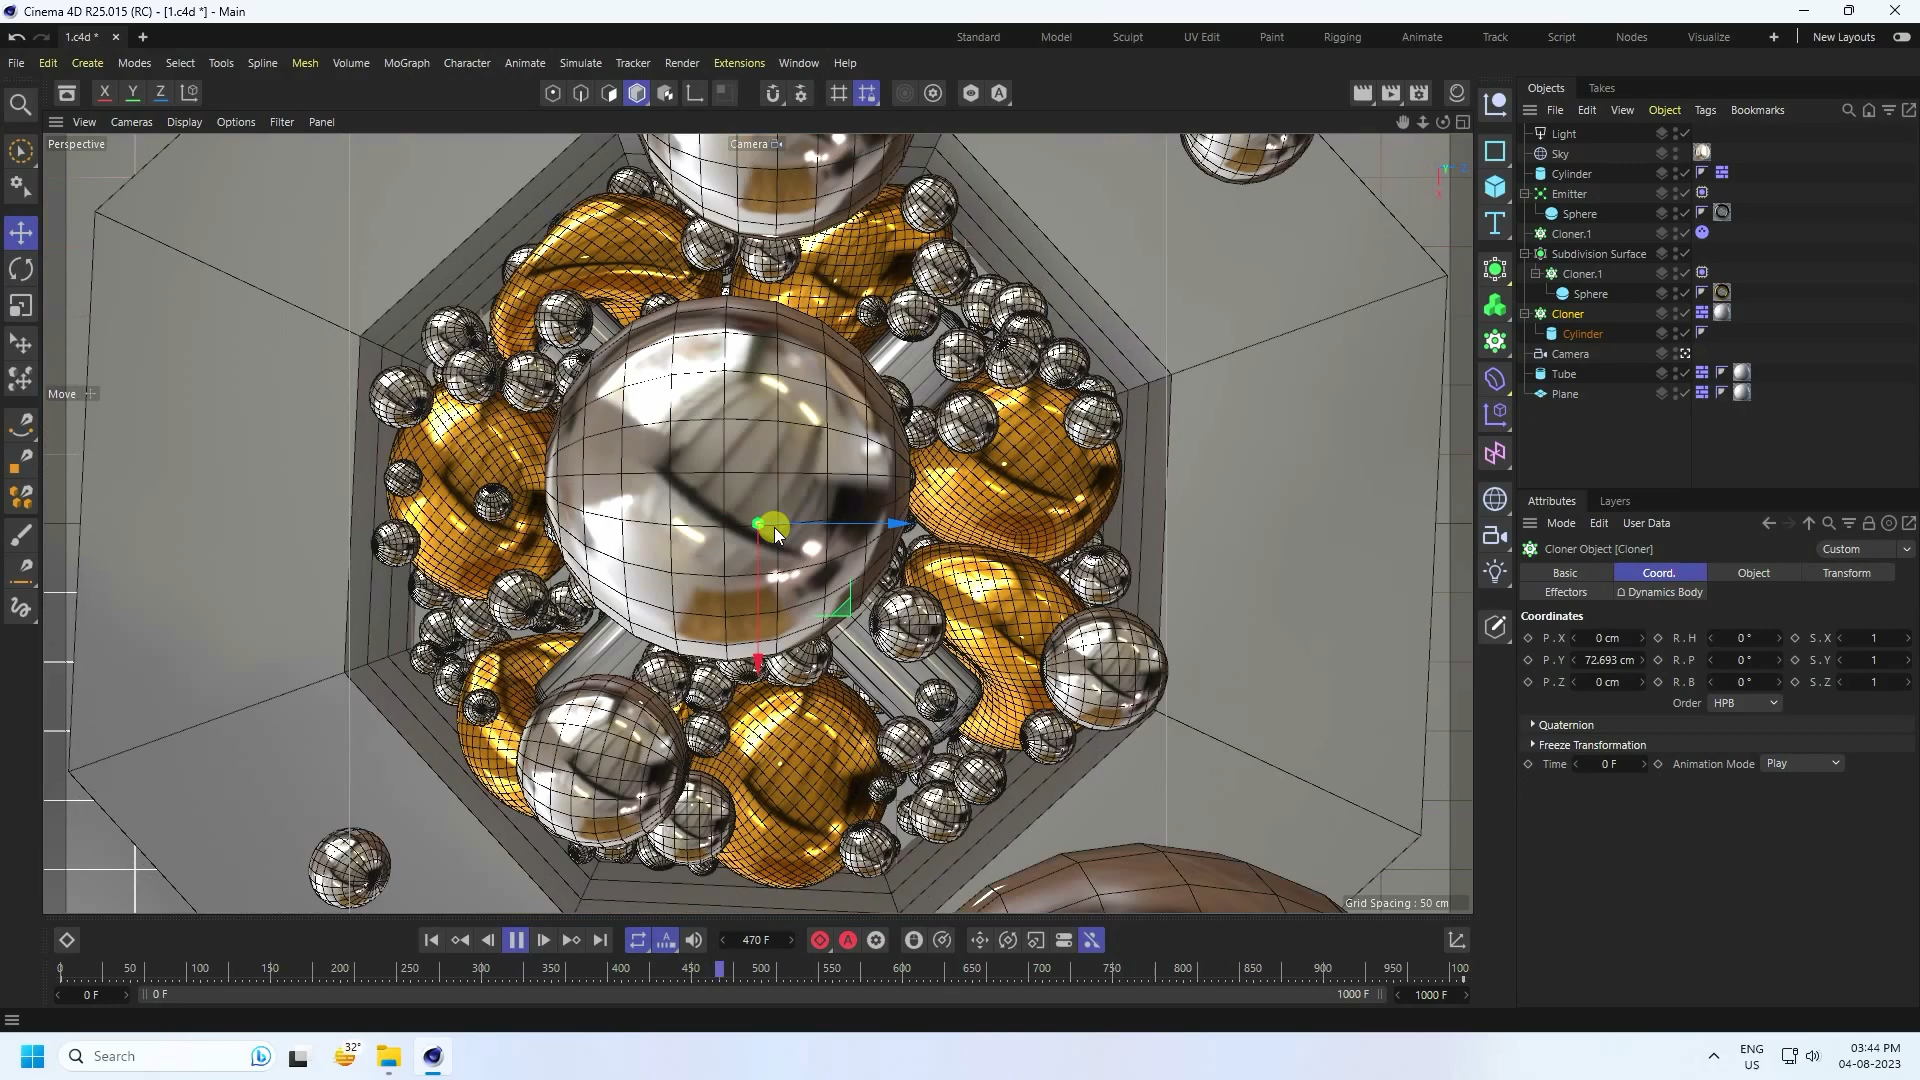 Cinema 4D R25.015 (RC) - [1.c4d *] - Main
1.c4d *
Standard Model Sculpt UV Edit Paint Rigging Animate Track Script Nodes Visualize New Layouts
File Edit Create Modes Select Tools Spline Mesh Volume MoGraph Character Animate Simulate Tracker Render Extensions Window Help
Objects Takes
X Y Z
View Cameras Display Options Filter Panel
File Edit View Object Tags Bookmarks
Perspective
Camera
Light
Sky
Cylinder
Emitter
Sphere
Cloner.1
Subdivision Surface
Cloner.1
Sphere
Cloner
Cylinder
Camera
Tube
Plane
Move
Attributes Layers
Mode Edit User Data
Cloner Object [Cloner]
Custom
Basic Coord. Object Transform
Effectors Dynamics Body
Coordinates
P . X 0 cm R . H 0 ° S . X 1
P . Y 72.693 cm R . P 0 ° S . Y 1
P . Z 0 cm R . B 0 ° S . Z 1
Order HPB
Quaternion
Freeze Transformation
Time 0 F Animation Mode Play
Grid Spacing : 50 cm
470 F
0 50 100 150 200 250 300 350 400 450 500 550 600 650 700 750 800 850 900 950 100
0 F 0 F 1000 F 1000 F
Search
32°
ENG
US
03:44 PM
04-08-2023